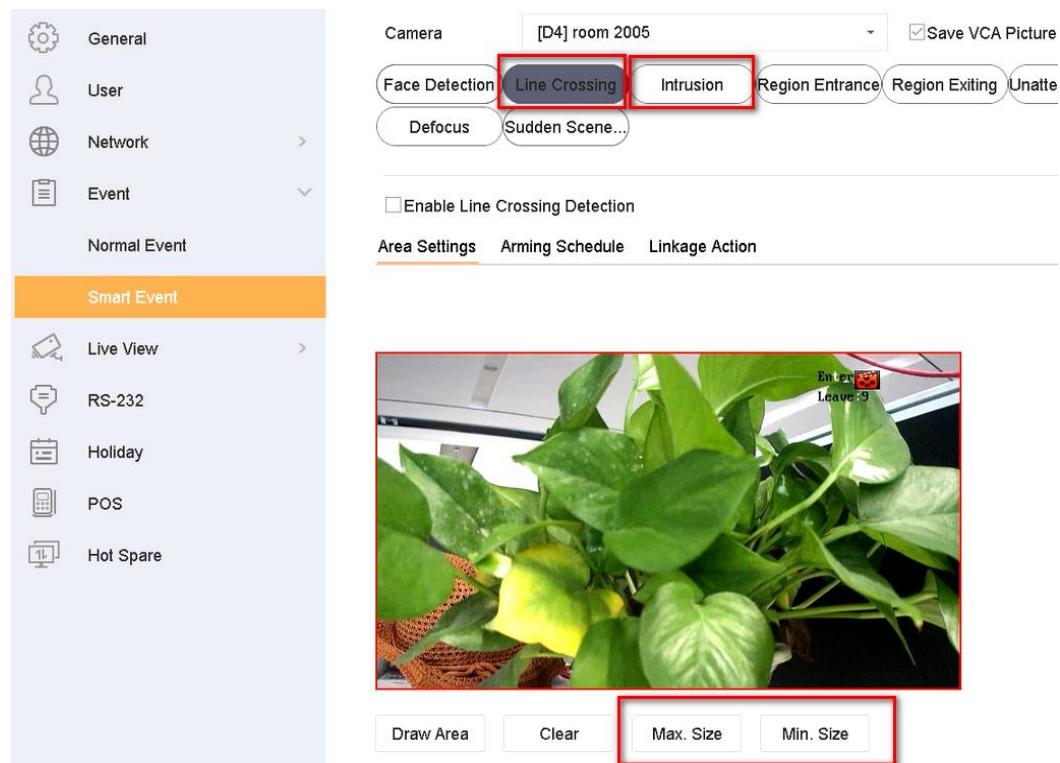 General
User
Network
Event
Normal Event
Smart Event
Live View
RS-232
Holiday
POS
Hot Spare
Camera [D4] room 2005 Save VCA Picture
Face Detection Line Crossing Intrusion Region Entrance Region Exiting Unatte
Defocus Sudden Scene...
Enable Line Crossing Detection
Area Settings Arming Schedule Linkage Action
Enter
Leave:9
Draw Area Clear Max. Size Min. Size